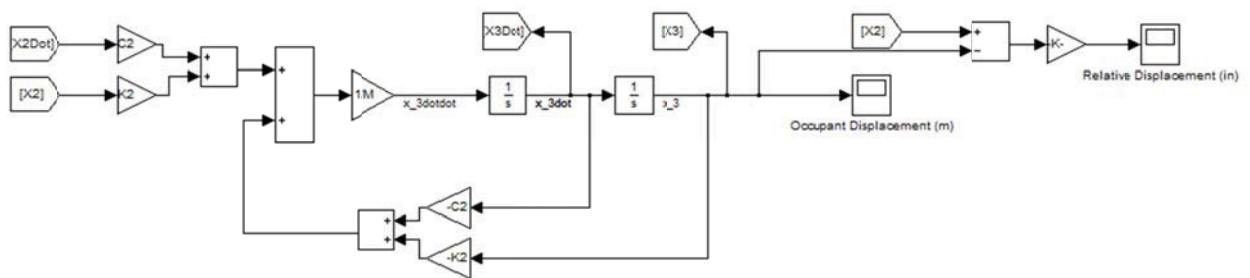 X2Dot]
C2
+
+
[X2]
K2
+
+
1/M
x_3dotdot
1
s
x_3dot
X3Dot]
1
s
x_3
[X3]
[X2]
+
−
-K-
Relative Displacement (in)
Occupant Displacement (m)
-C2
+
+
-K2